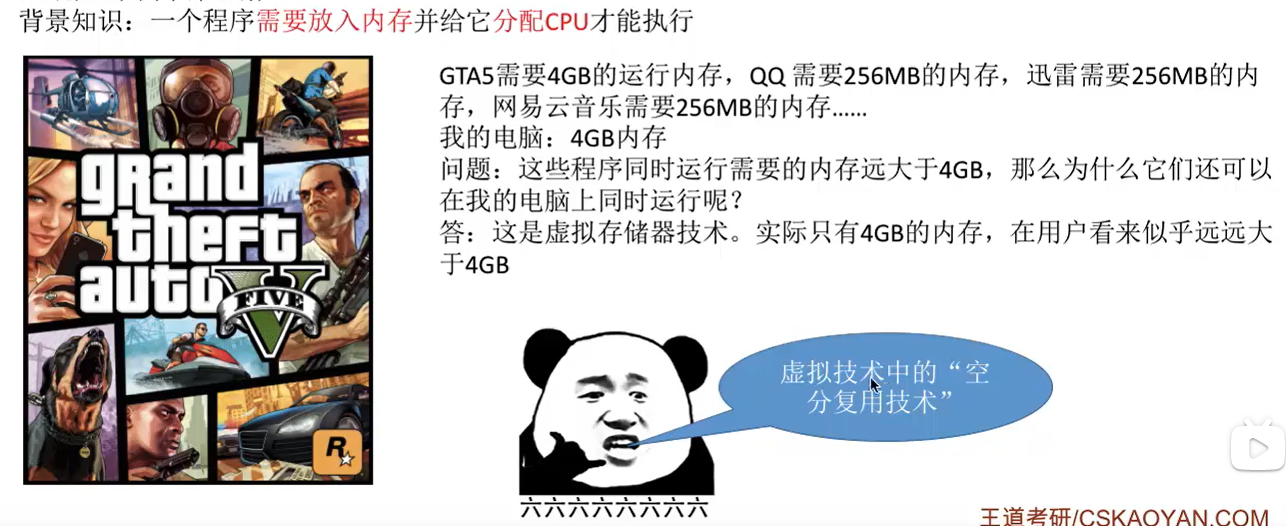 背景知识：一个程序需要放入内存并给它分配CPU才能执行
GTA5需要4GB的运行内存，QQ 需要256MB的内存，迅雷需要256MB的内
存，网易云音乐需要256MB的内存……
我的电脑：4GB内存
问题：这些程序同时运行需要的内存远大于4GB，那么为什么它们还可以
在我的电脑上同时运行呢？
答：这是虚拟存储器技术。实际只有4GB的内存，在用户看来似乎远远大
于4GB
grand
theft
auto
V
FIVE
R
虚拟技术中的“空
分复用技术”
六六六六六六六六
王道考研/CSKAOYAN.COM